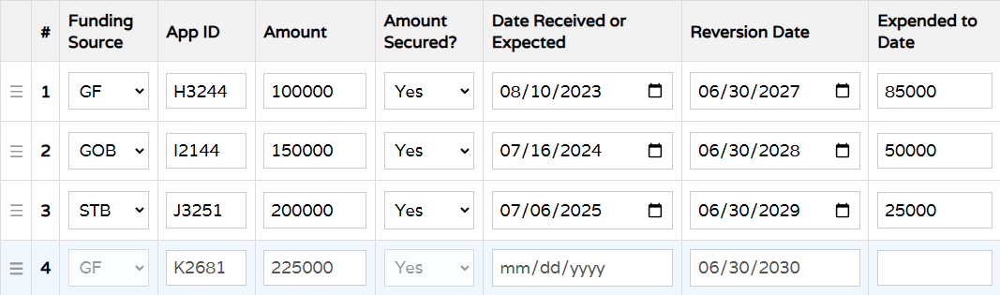 # Funding Source App ID Amount Amount Secured? Date Received or Expected Reversion Date Expended to Date
1 GF H3244 100000 Yes 08/10/2023 06/30/2027 85000
2 GOB I2144 150000 Yes 07/16/2024 06/30/2028 50000
3 STB J3251 200000 Yes 07/06/2025 06/30/2029 25000
4 GF K2681 225000 Yes mm/dd/yyyy 06/30/2030